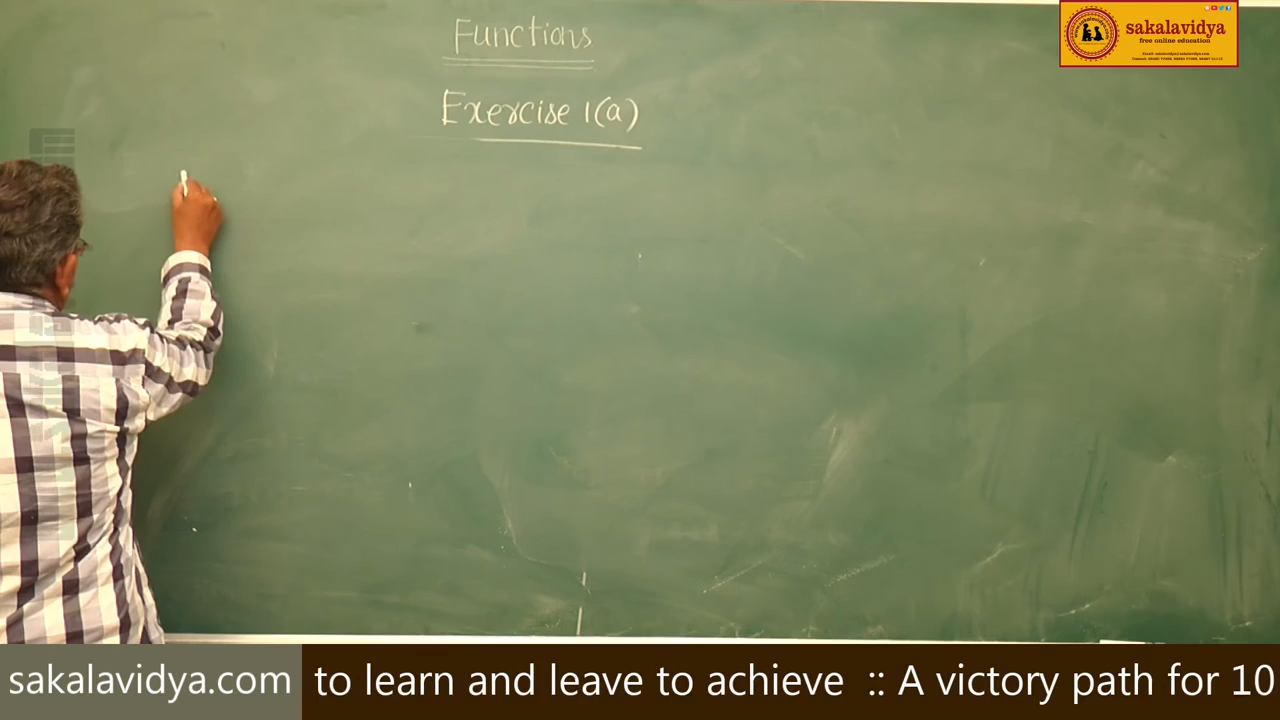 Functions
Exercise 1(a)
sakalavidya
free online education
sakalavidya.com
to learn and leave to achieve :: A victory path for 10